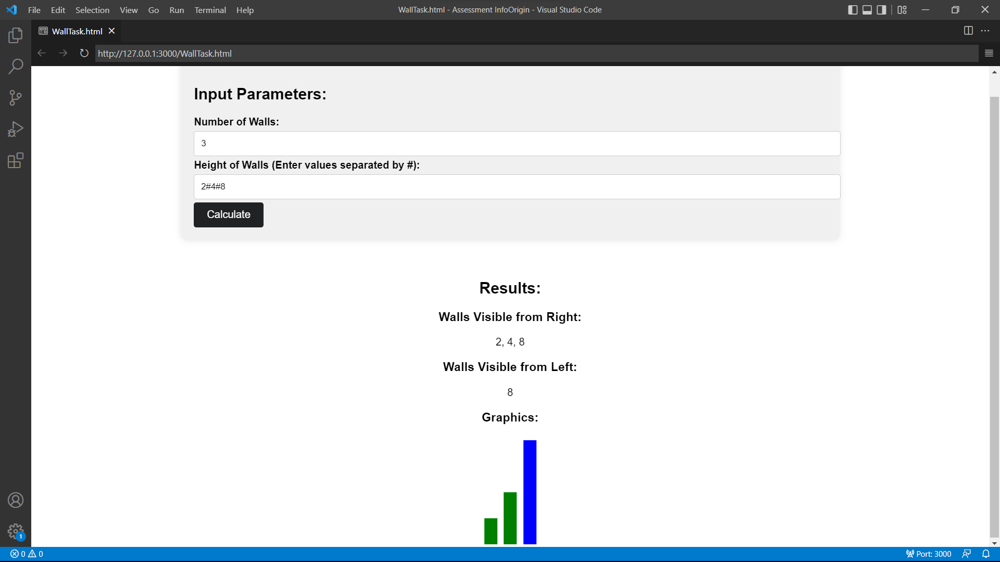 File Edit Selection View Go Run Terminal Help WallTask.html - Assessment InfoOrigin - Visual Studio Code
WallTask.html
http://127.0.0.1:3000/WallTask.html
Input Parameters:
Number of Walls:
3
Height of Walls (Enter values separated by #):
2#4#8
Calculate
Results:
Walls Visible from Right:
2, 4, 8
Walls Visible from Left:
8
Graphics:
1
0 0 Port: 3000